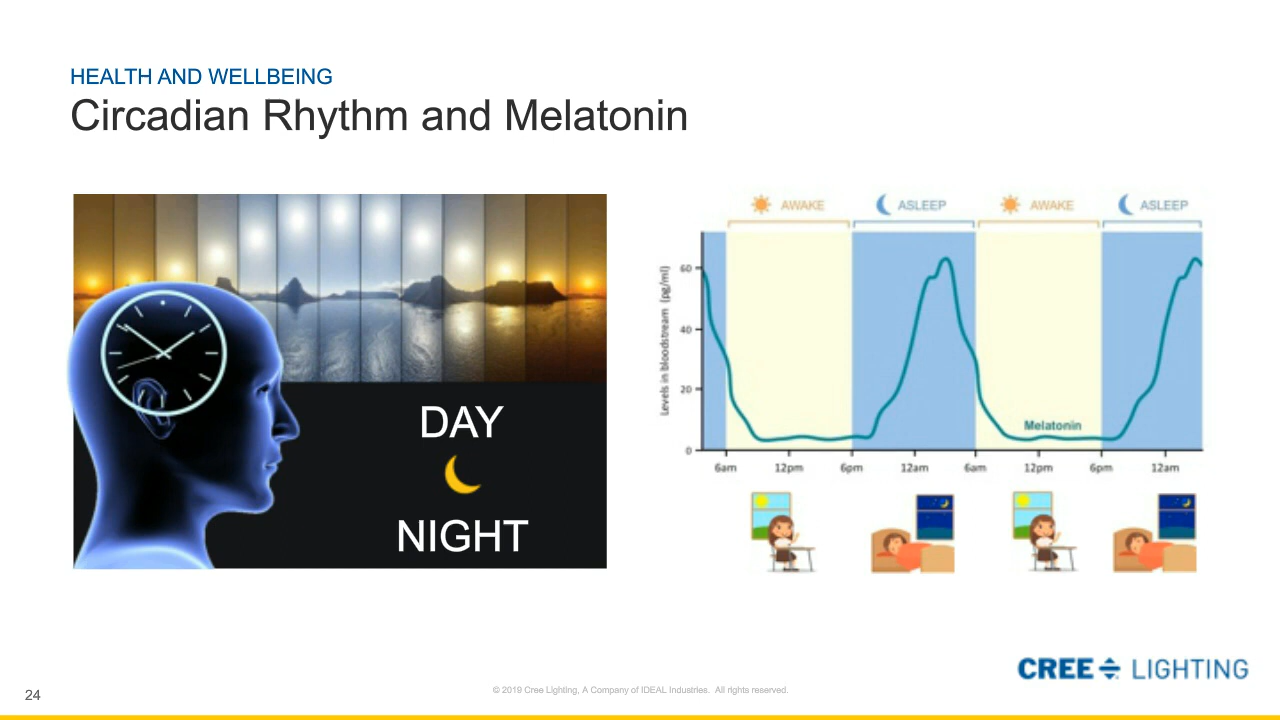 HEALTH AND WELLBEING
Circadian Rhythm and Melatonin
DAY
NIGHT
AWAKE ASLEEP AWAKE ASLEEP
Levels in bloodstream (pg/ml)
60
40
20
0
Melatonin
6am 12pm 6pm 12am 6am 12pm 6pm 12am
CREE LIGHTING
24
© 2019 Cree Lighting, A Company of IDEAL Industries. All rights reserved.